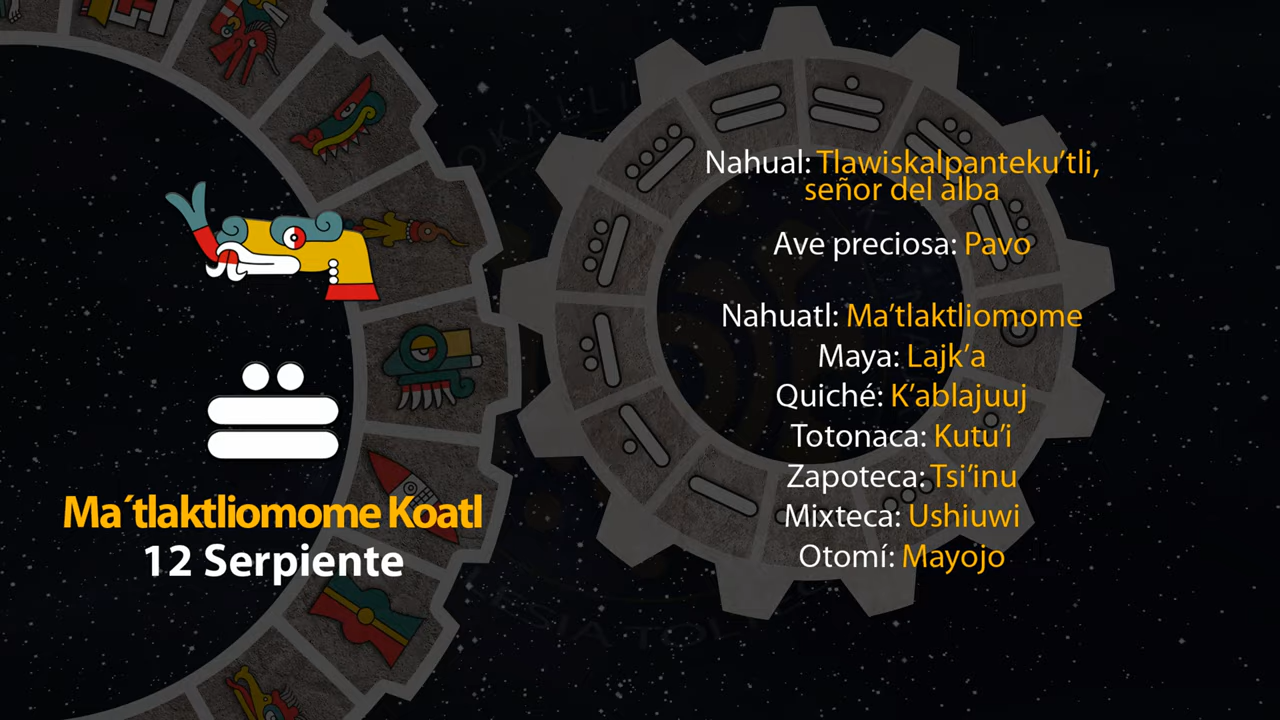 Ma´tlaktliomome Koatl
12 Serpiente
Nahual: Tlawiskalpanteku’tli,
señor del alba
Ave preciosa: Pavo
Nahuatl: Ma’tlaktliomome
Maya: Lajk’a
Quiché: K’ablajuuj
Totonaca: Kutu’i
Zapoteca: Tsi’inu
Mixteca: Ushiuwi
Otomí: Mayojo